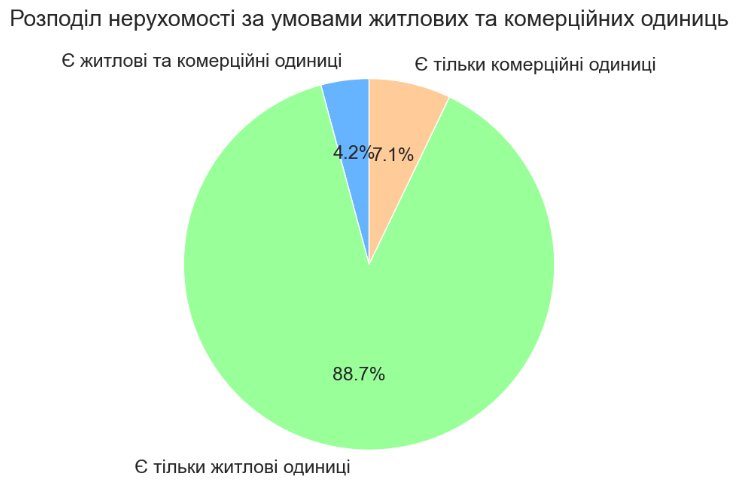 Розподіл нерухомості за умовами житлових та комерційних одиниць
Є житлові та комерційні одиниці
Є тільки комерційні одиниці
4.2%
7.1%
88.7%
Є тільки житлові одиниці